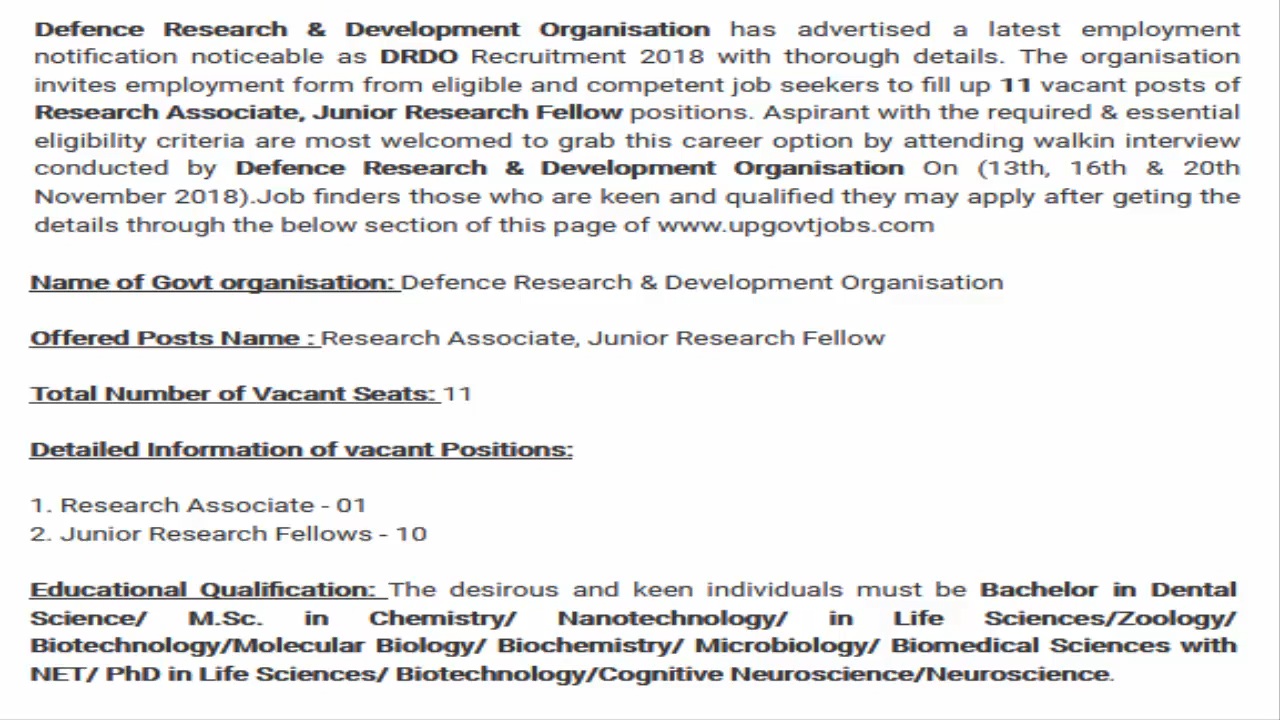 Defence Research & Development Organisation has advertised a latest employment
notification noticeable as DRDO Recruitment 2018 with thorough details. The organisation
invites employment form from eligible and competent job seekers to fill up 11 vacant posts of
Research Associate, Junior Research Fellow positions. Aspirant with the required & essential
eligibility criteria are most welcomed to grab this career option by attending walkin interview
conducted by Defence Research & Development Organisation On (13th, 16th & 20th
November 2018).Job finders those who are keen and qualified they may apply after geting the
details through the below section of this page of www.upgovtjobs.com
Name of Govt organisation: Defence Research & Development Organisation
Offered Posts Name : Research Associate, Junior Research Fellow
Total Number of Vacant Seats: 11
Detailed Information of vacant Positions:
1. Research Associate - 01
2. Junior Research Fellows - 10
Educational Qualification: The desirous and keen individuals must be Bachelor in Dental
Science/ M.Sc. in Chemistry/ Nanotechnology/ in Life Sciences/Zoology/
Biotechnology/Molecular Biology/ Biochemistry/ Microbiology/ Biomedical Sciences with
NET/ PhD in Life Sciences/ Biotechnology/Cognitive Neuroscience/Neuroscience.